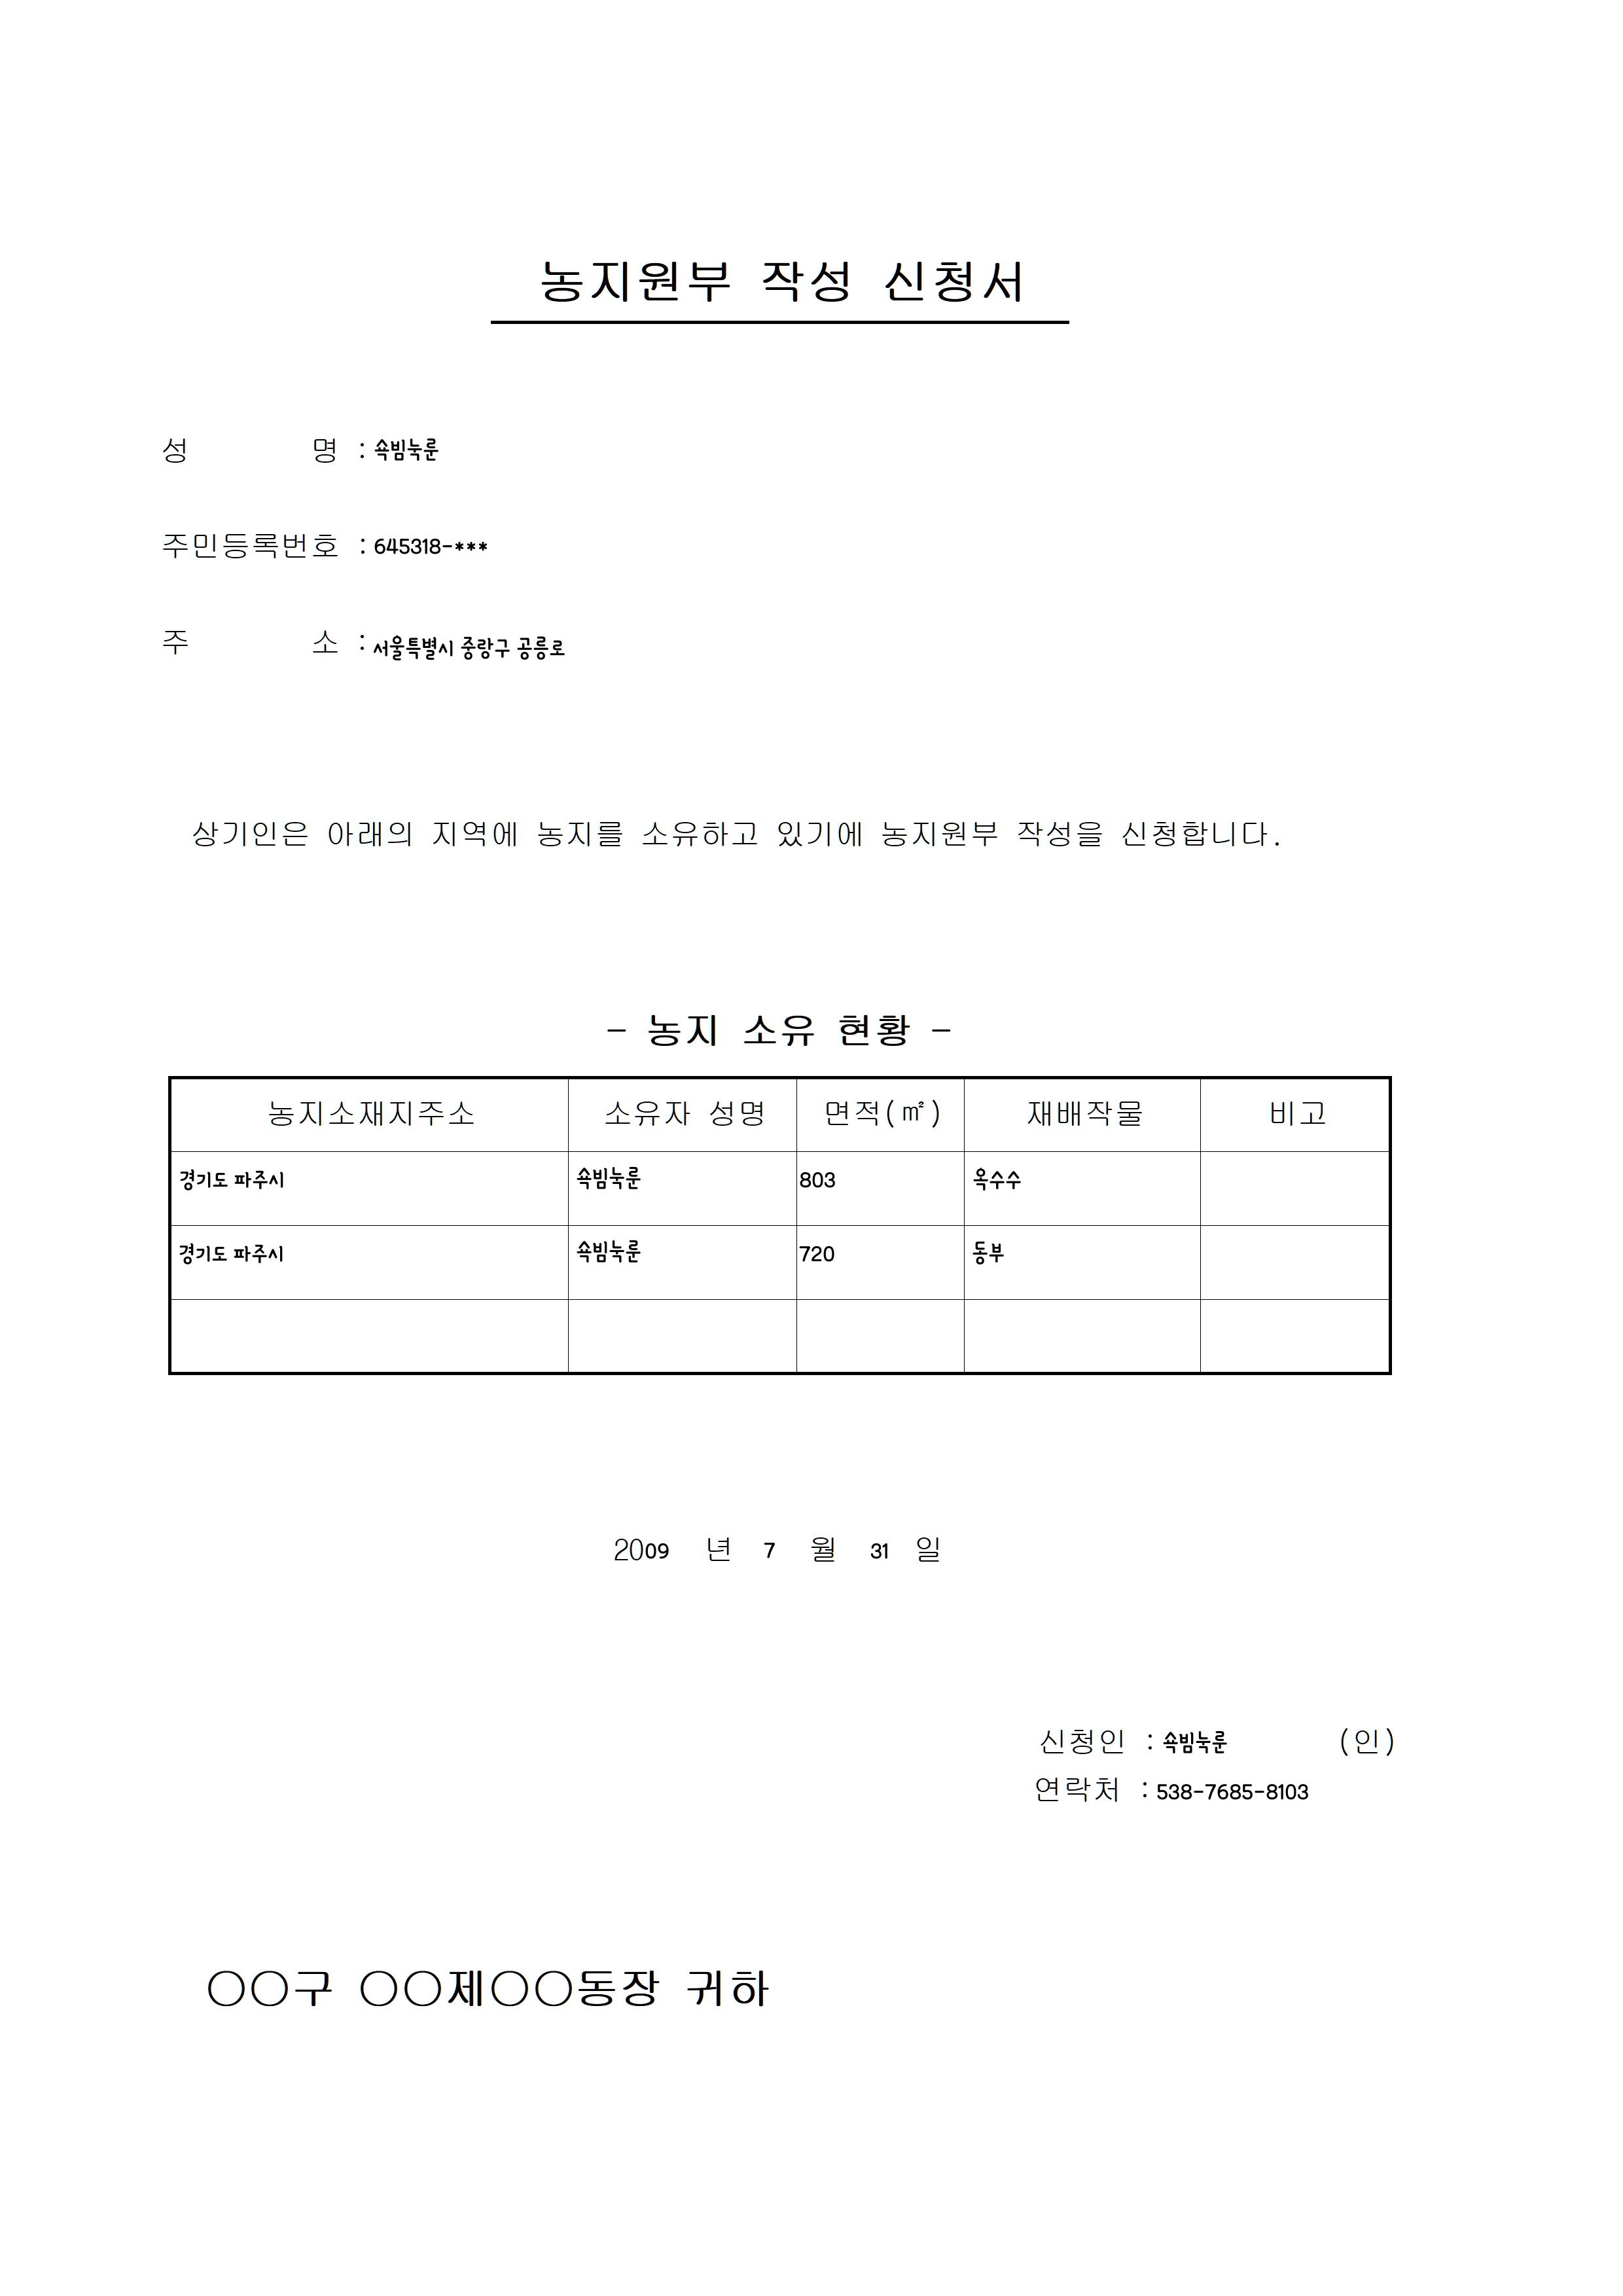 농지원부 작성 신청서
성 명 : 욕빔눅룬
주민등록번호 : 645318-***
주 소 : 서울특별시 중랑구 공릉로
상기인은 아래의 지역에 농지를 소유하고 있기에 농지원부 작성을 신청합니다.
- 농지 소유 현황 -
농지소재지주소 소유자 성명 면적(㎡) 재배작물 비고
경기도 파주시 욕빔눅룬 803 옥수수
경기도 파주시 욕빔눅룬 720 동부
2009 년 7 월 31 일
신청인 : 욕빔눅룬 (인)
연락처 : 538-7685-8103
○○구 ○○제○○동장 귀하